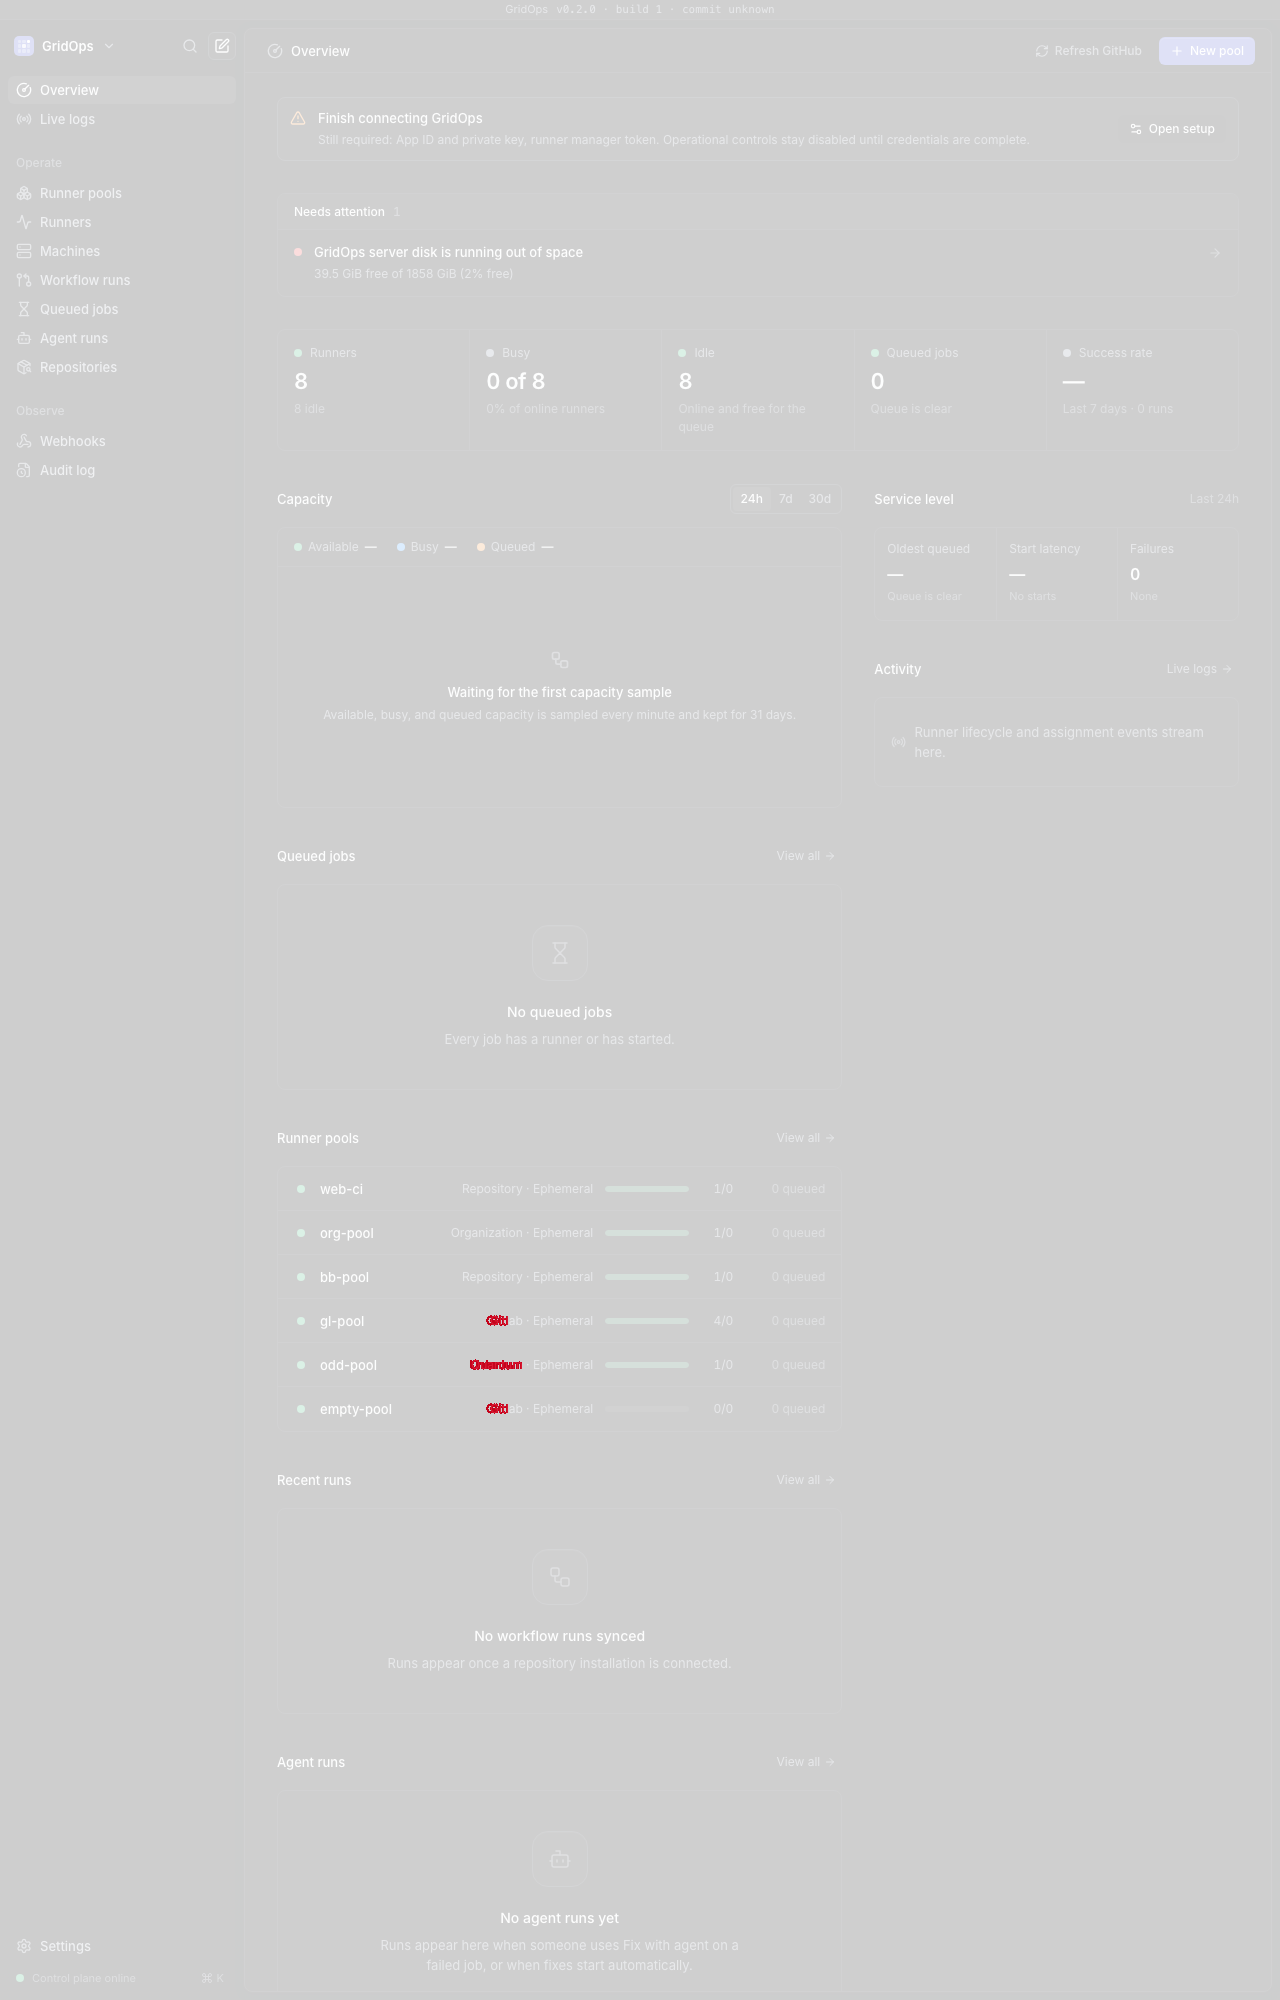 GridOps v0.2.0 · build 1 · commit unknown
GridOps
Overview
Live logs
Operate
Runner pools
Runners
Machines
Workflow runs
Queued jobs
Agent runs
Repositories
Observe
Webhooks
Audit log
Settings
Control plane online ⌘ K
Overview
Refresh GitHub
New pool
Finish connecting GridOps
Still required: App ID and private key, runner manager token. Operational controls stay disabled until credentials are complete.
Open setup
Needs attention 1
GridOps server disk is running out of space
39.5 GiB free of 1858 GiB (2% free)
Runners
8
8 idle
Busy
0 of 8
0% of online runners
Idle
8
Online and free for the
queue
Queued jobs
0
Queue is clear
Success rate
—
Last 7 days · 0 runs
Capacity
24h 7d 30d
Available — Busy — Queued —
Waiting for the first capacity sample
Available, busy, and queued capacity is sampled every minute and kept for 31 days.
Service level
Last 24h
Oldest queued
—
Queue is clear
Start latency
—
No starts
Failures
0
None
Activity
Live logs →
Runner lifecycle and assignment events stream
here.
Queued jobs
View all →
No queued jobs
Every job has a runner or has started.
Runner pools
View all →
web-ci Repository · Ephemeral 1/0 0 queued
org-pool Organization · Ephemeral 1/0 0 queued
bb-pool Repository · Ephemeral 1/0 0 queued
gl-pool · Ephemeral 4/0 0 queued
odd-pool · Ephemeral 1/0 0 queued
empty-pool · Ephemeral 0/0 0 queued
Recent runs
View all →
No workflow runs synced
Runs appear once a repository installation is connected.
Agent runs
View all →
No agent runs yet
Runs appear here when someone uses Fix with agent on a
failed job, or when fixes start automatically.